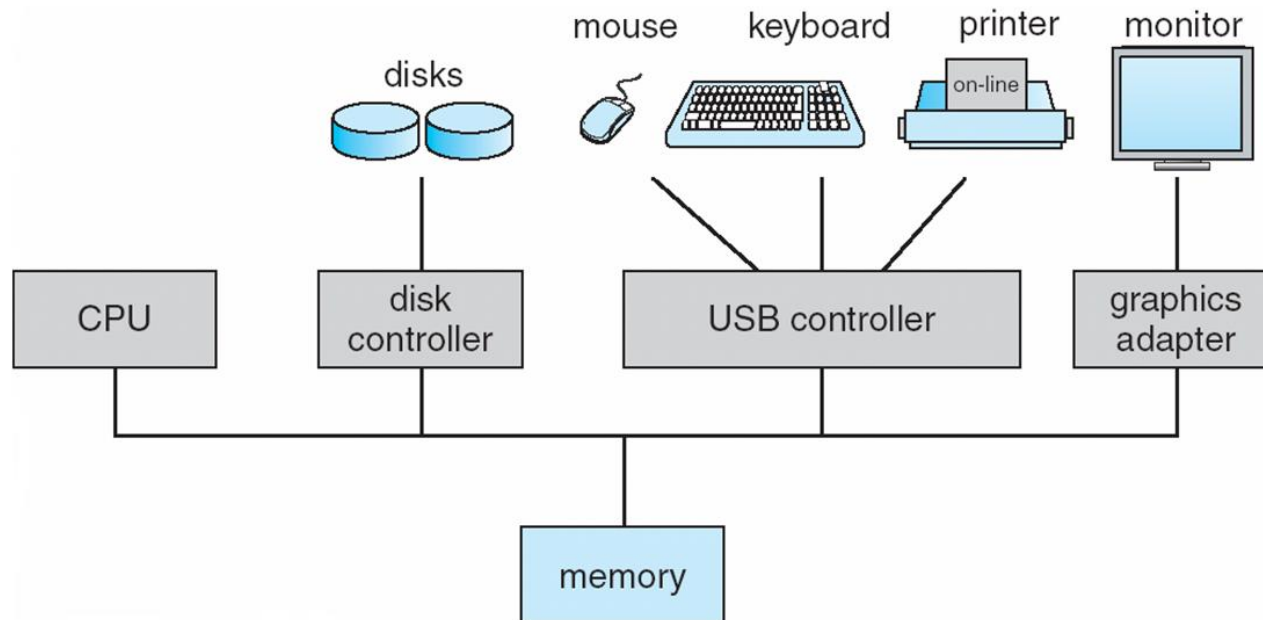 mouse
keyboard
printer
monitor
disks
on-line
CPU
disk
controller
USB controller
graphics
adapter
memory